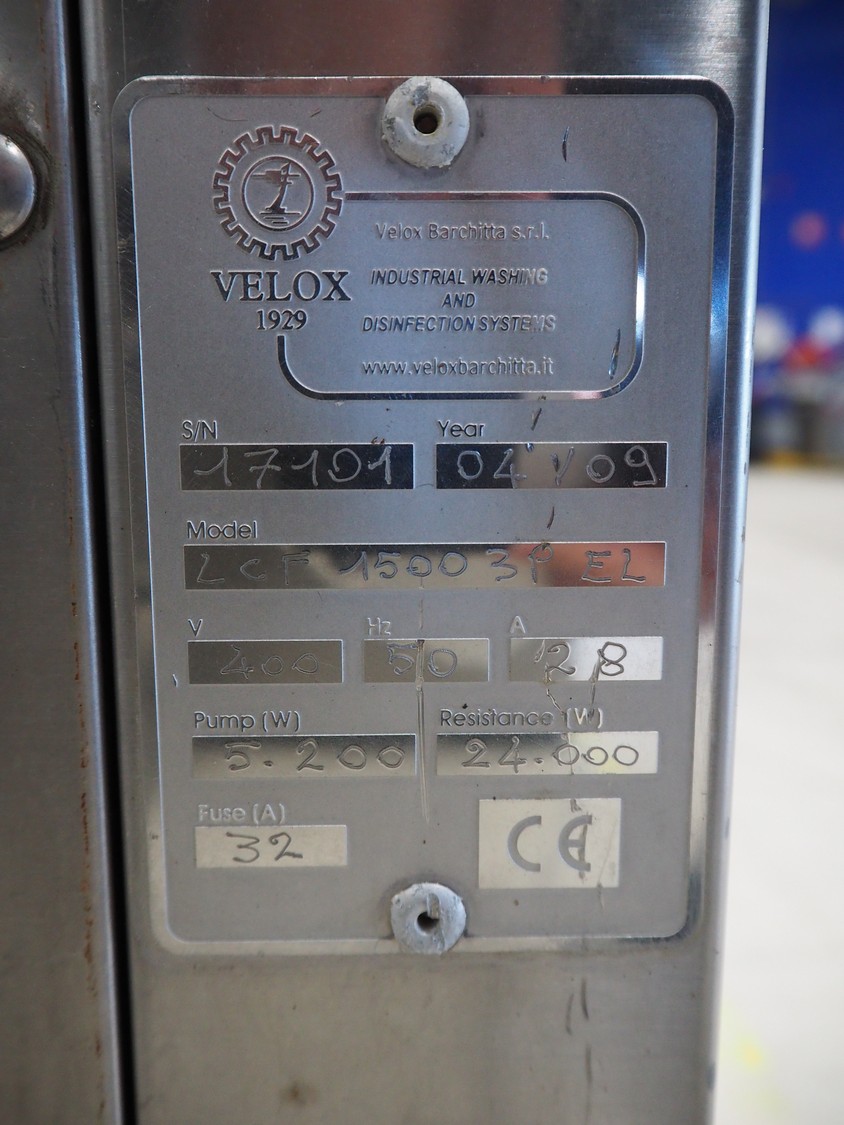 VELOX
1929
Velox Barchitta s.r.l.
INDUSTRIAL WASHING
AND
DISINFECTION SYSTEMS
www.veloxbarchitta.it
S/N Year
17101 04/09
Model
LCF 1500 3P EL
V Hz A
400 50 28
Pump (W) Resistance (W)
5.200 24.000
Fuse (A)
32 CE